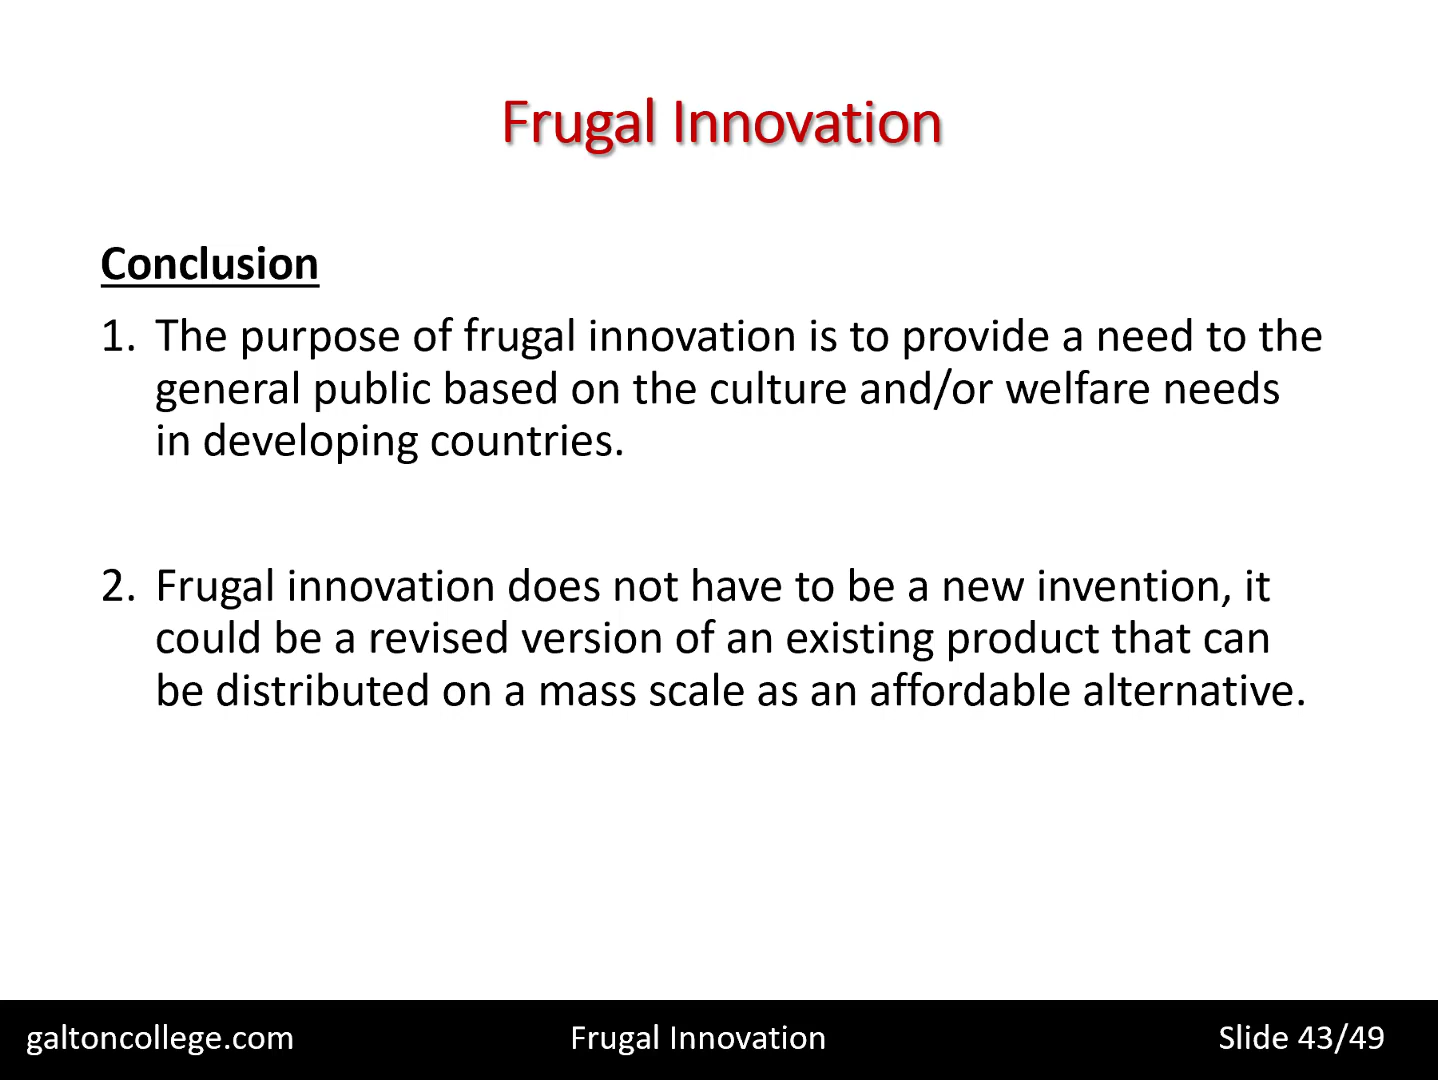 Frugal Innovation
Conclusion
1. The purpose of frugal innovation is to provide a need to the
general public based on the culture and/or welfare needs
in developing countries.
2. Frugal innovation does not have to be a new invention, it
could be a revised version of an existing product that can
be distributed on a mass scale as an affordable alternative.
galtoncollege.com Frugal Innovation Slide 43/49